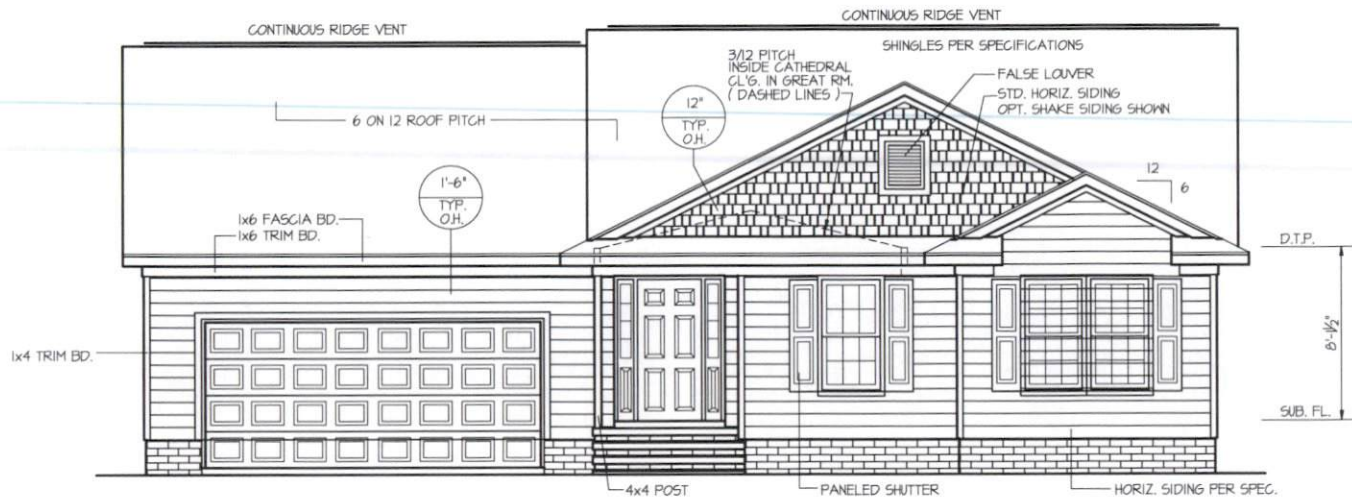 CONTINUOUS RIDGE VENT
CONTINUOUS RIDGE VENT
SHINGLES PER SPECIFICATIONS
3/12 PITCH
INSIDE CATHEDRAL
CL'G. IN GREAT RM.
( DASHED LINES )
FALSE LOUVER
STD. HORIZ. SIDING
OPT. SHAKE SIDING SHOWN
12"
TYP.
O.H.
6 ON 12 ROOF PITCH
12
6
1'-6"
TYP.
O.H.
1x6 FASCIA BD.
1x6 TRIM BD.
D.T.P.
8'-1/2"
1x4 TRIM BD.
SUB. FL.
4x4 POST
PANELED SHUTTER
HORIZ. SIDING PER SPEC.